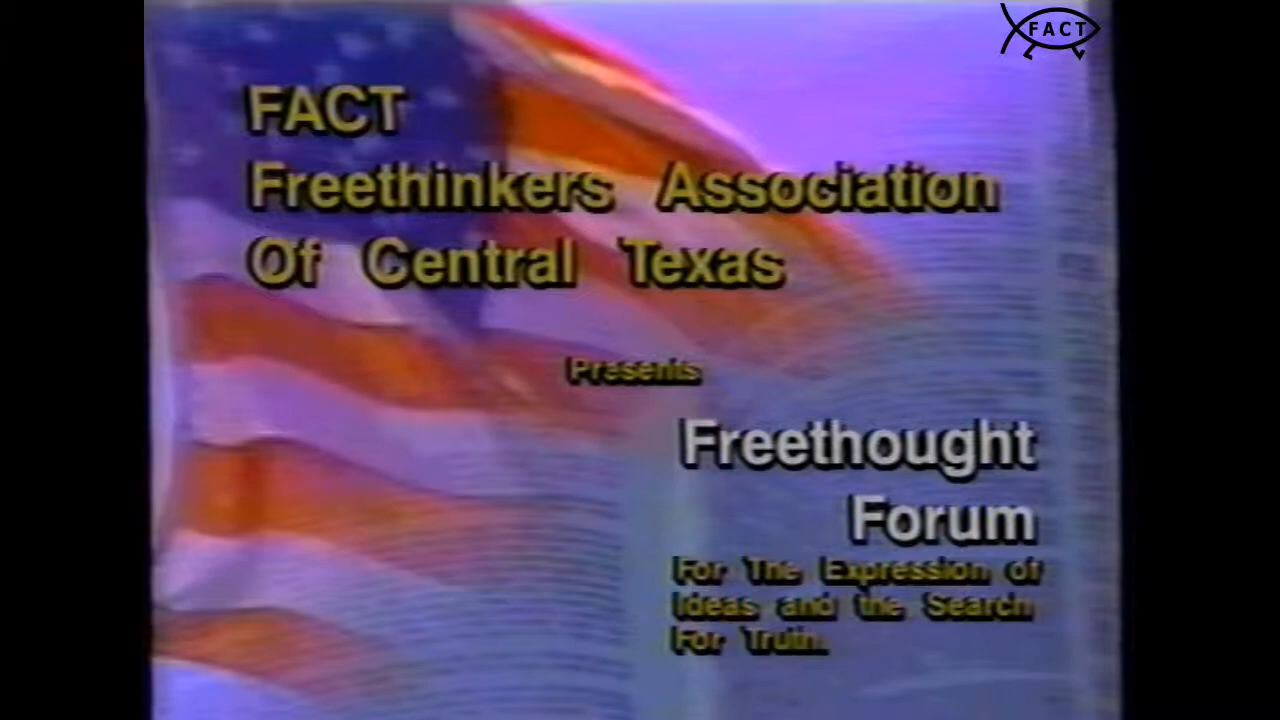 FACT
FACT
Freethinkers Association
Of Central Texas
Presents
Freethought
Forum
For The Expression of
Ideas and the Search
For Truth.